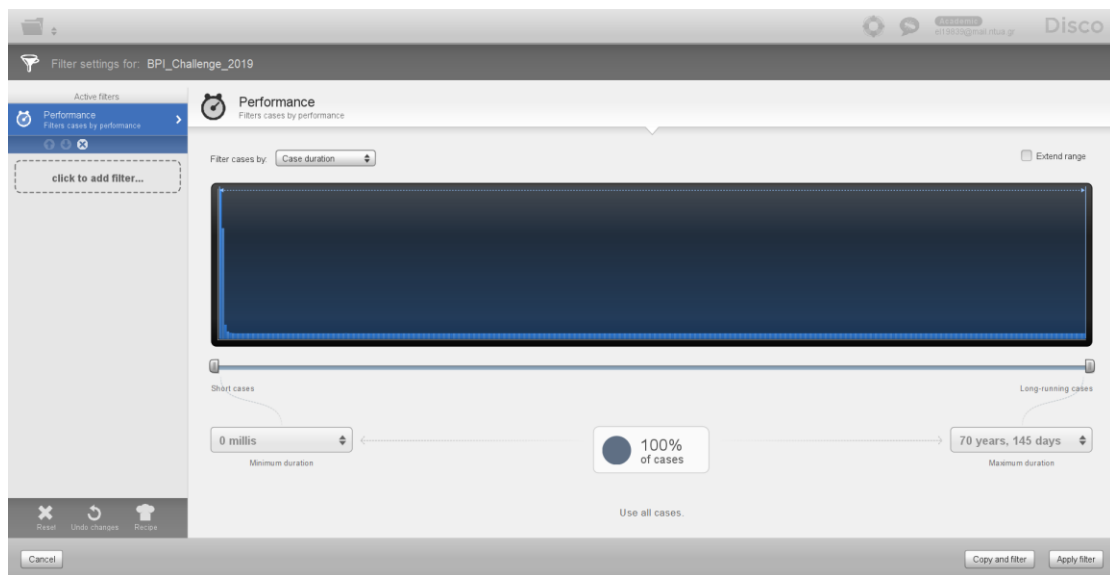 Academic
Disco
Filter settings for: BPI_Challenge_2019
Active filters
Performance
Filters cases by performance
click to add filter...
Performance
Filters cases by performance
Filter cases by: Case duration
Extend range
Short cases
Long-running cases
0 millis
Minimum duration
100%
of cases
70 years, 145 days
Maximum duration
Use all cases.
Reset Undo changes Recipe
Cancel
Copy and filter Apply filter